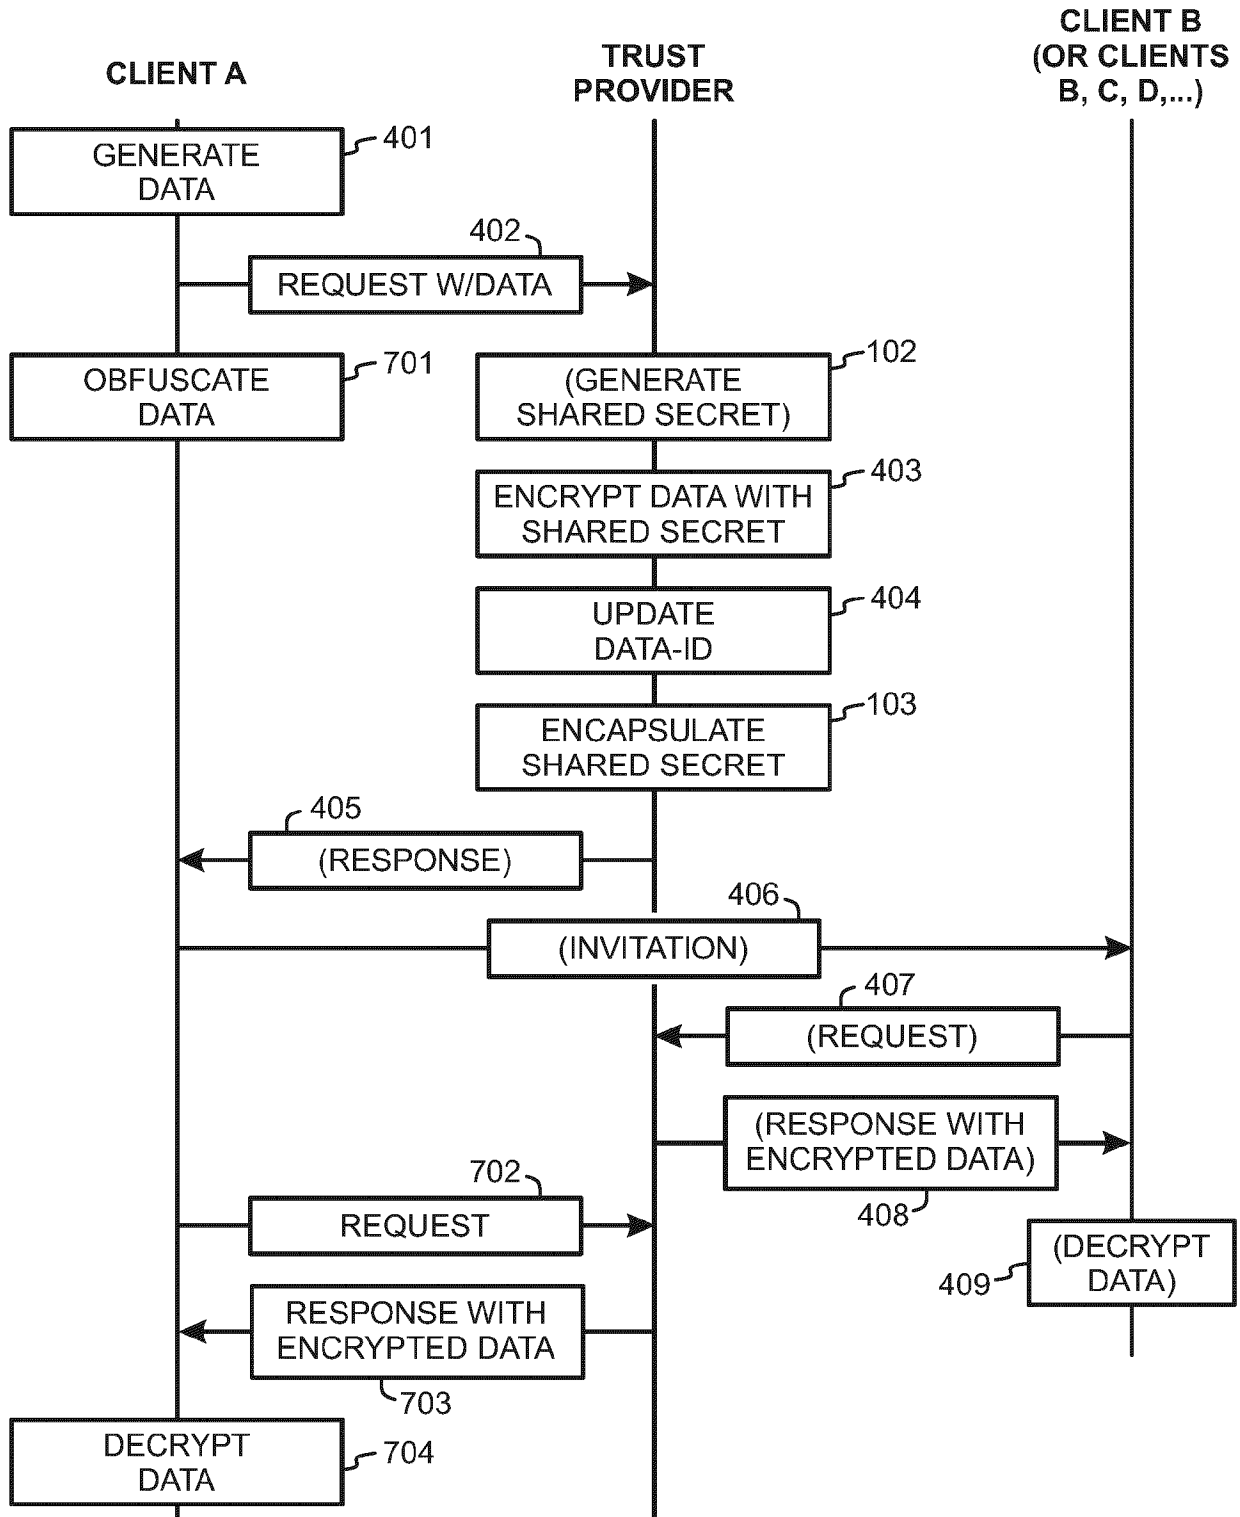 CLIENT A
TRUST
PROVIDER
CLIENT B
(OR CLIENTS
B, C, D,...)
GENERATE
DATA
401
402
REQUEST W/DATA
OBFUSCATE
DATA
701
(GENERATE
SHARED SECRET)
102
ENCRYPT DATA WITH
SHARED SECRET
403
UPDATE
DATA-ID
404
ENCAPSULATE
SHARED SECRET
103
405
(RESPONSE)
406
(INVITATION)
407
(REQUEST)
(RESPONSE WITH
ENCRYPTED DATA)
408
702
REQUEST
(DECRYPT
DATA)
409
RESPONSE WITH
ENCRYPTED DATA
703
DECRYPT
DATA
704